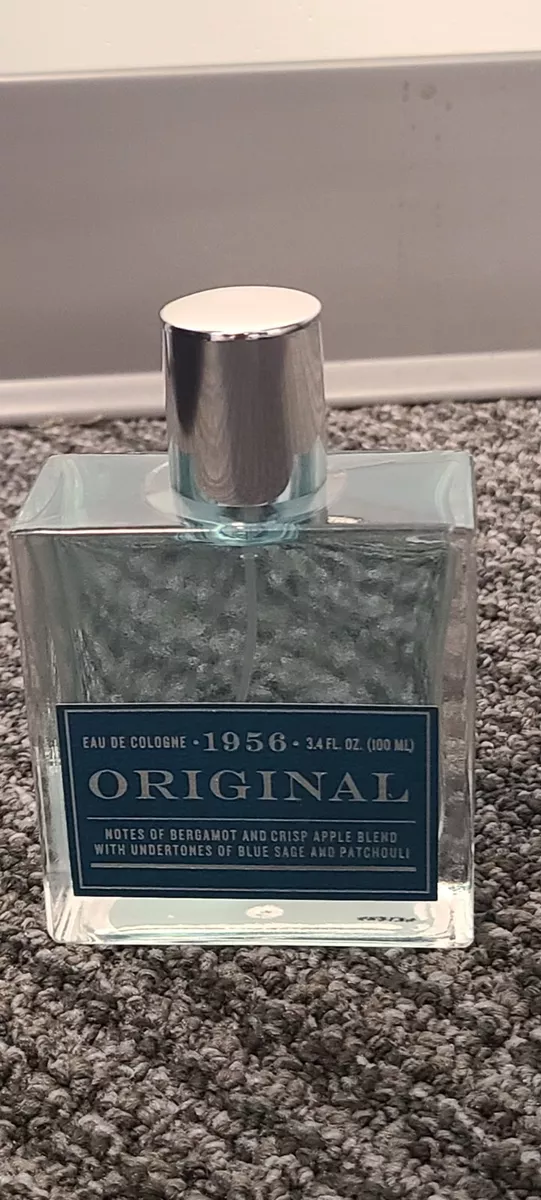 EAU DE COLOGNE • 1956 • 3.4 FL. OZ. (100 ML)
ORIGINAL
NOTES OF BERGAMOT AND CRISP APPLE BLEND
WITH UNDERTONES OF BLUE SAGE AND PATCHOULI